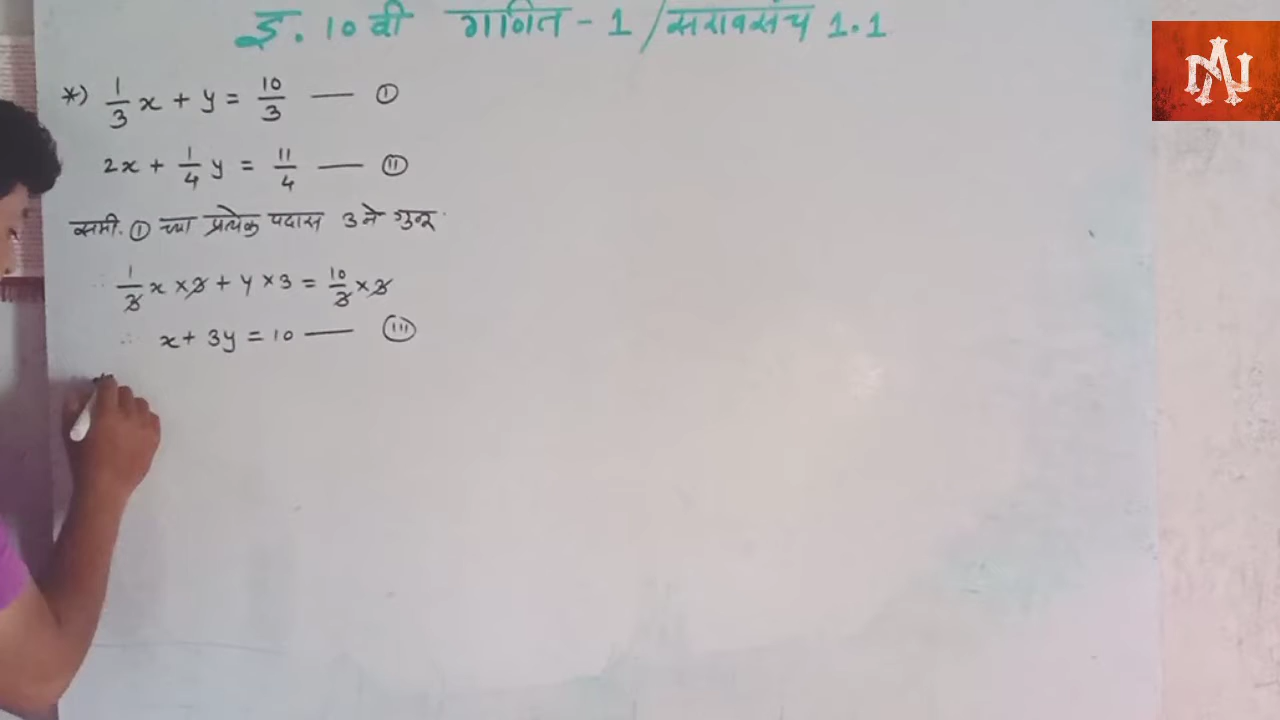 इ. 10 वी गणित - 1 / सरावसंच 1.1
*) 1/3 x + y = 10/3 — (I)
2x + 1/4 y = 11/4 — (II)
समी. (I) च्या प्रत्येक पदास 3 ने गुणू.
∴ 1/3 x × 3 + y × 3 = 10/3 × 3
∴ x + 3y = 10 — (III)